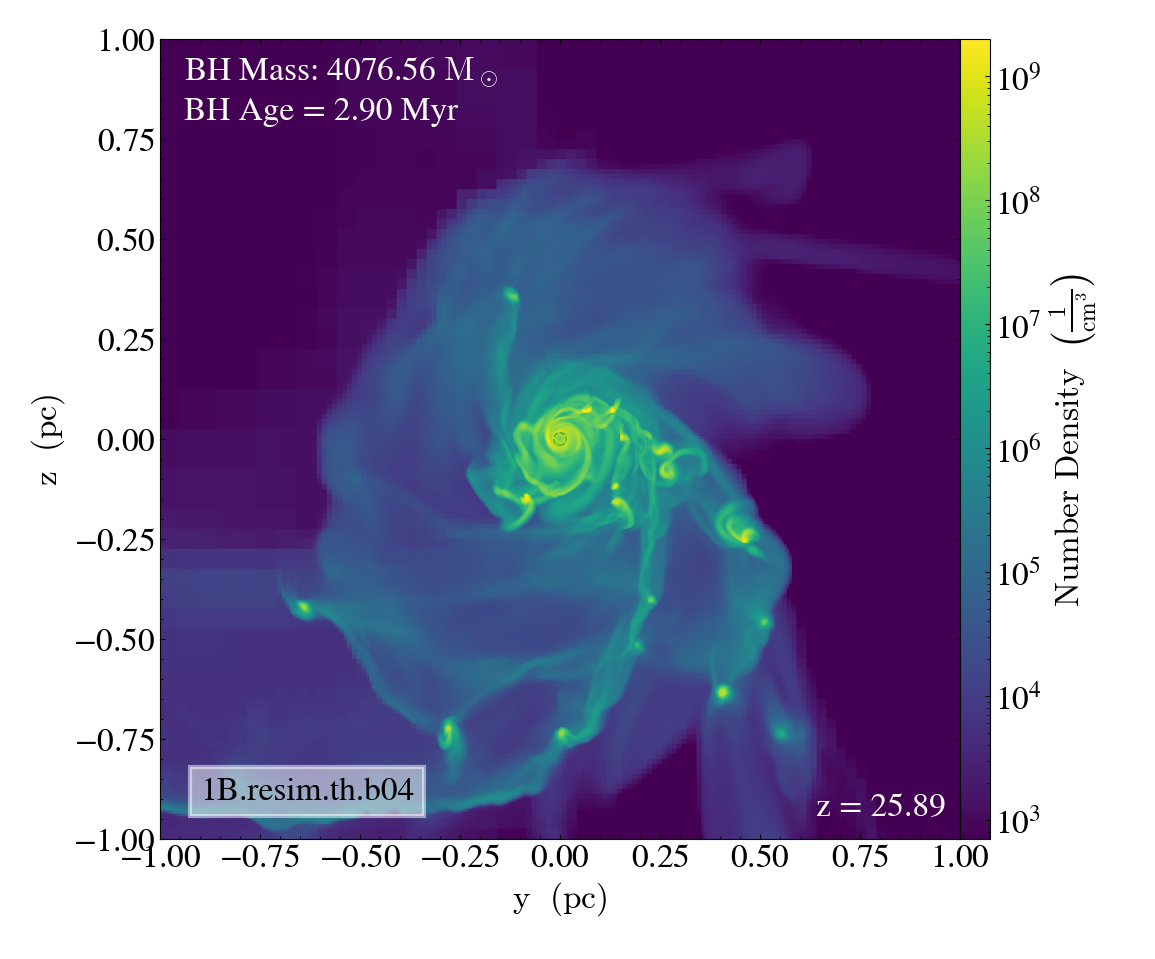 BH Mass: 4076.56 M⊙
BH Age = 2.90 Myr
1.00
0.75
0.50
0.25
0.00
−0.25
−0.50
−0.75
−1.00
z (pc)
1B.resim.th.b04
z = 25.89
−1.00 −0.75 −0.50 −0.25 0.00 0.25 0.50 0.75 1.00
y (pc)
10⁹
10⁸
10⁷
10⁶
10⁵
10⁴
10³
Number Density (1/cm³)